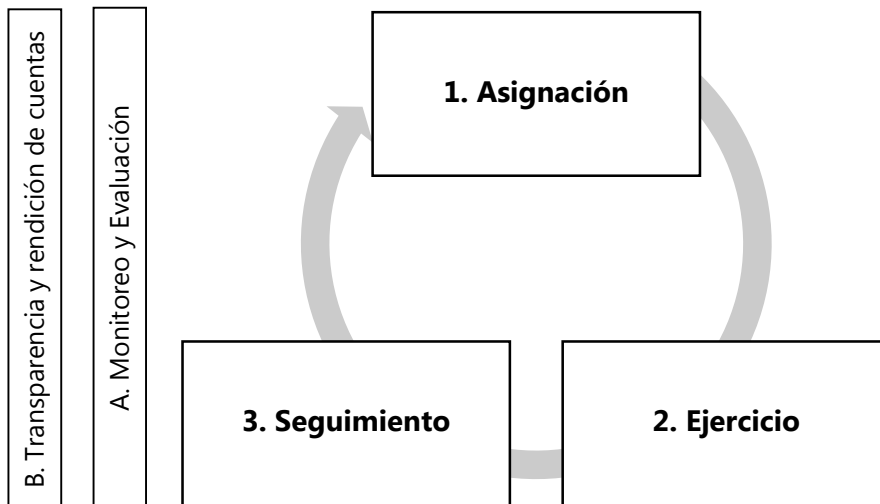 B. Transparencia y rendición de cuentas
A. Monitoreo y Evaluación
1. Asignación
2. Ejercicio
3. Seguimiento